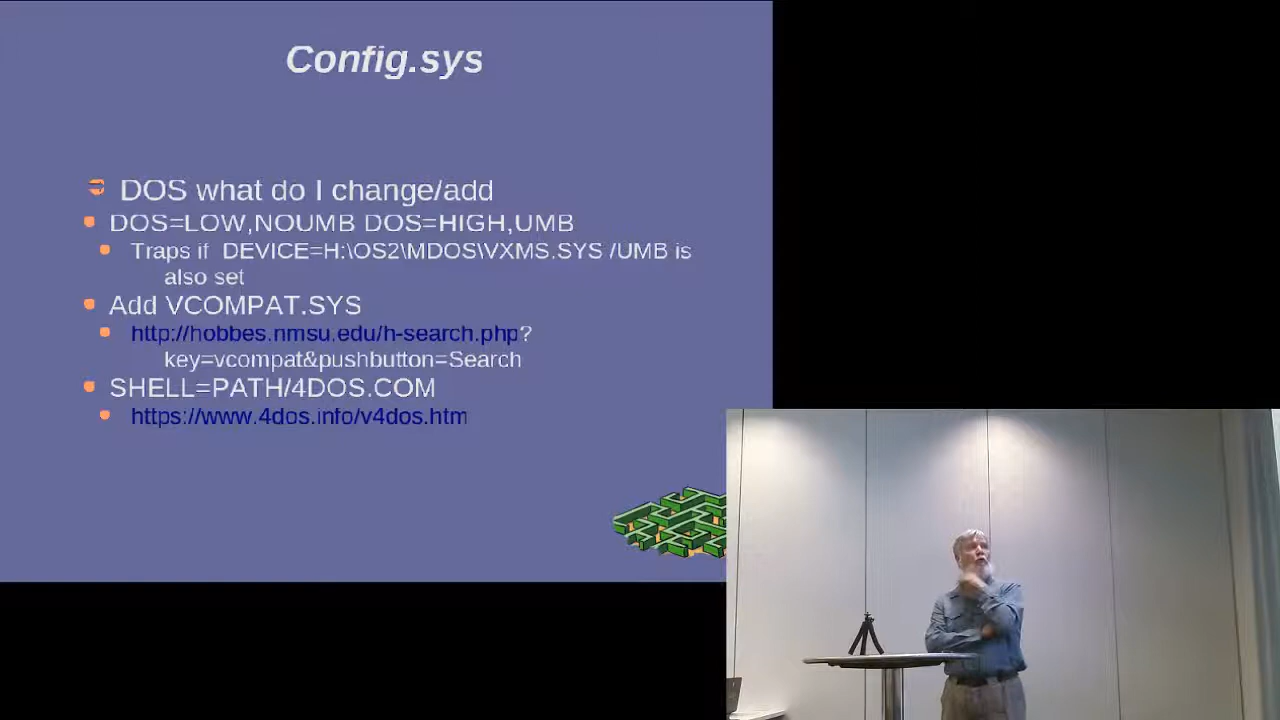 Config.sys
DOS what do I change/add
DOS=LOW,NOUMB DOS=HIGH,UMB
Traps if  DEVICE=H:\OS2\MDOS\VXMS.SYS /UMB is
also set
Add VCOMPAT.SYS
http://hobbes.nmsu.edu/h-search.php?
key=vcompat&pushbutton=Search
SHELL=PATH/4DOS.COM
https://www.4dos.info/v4dos.htm